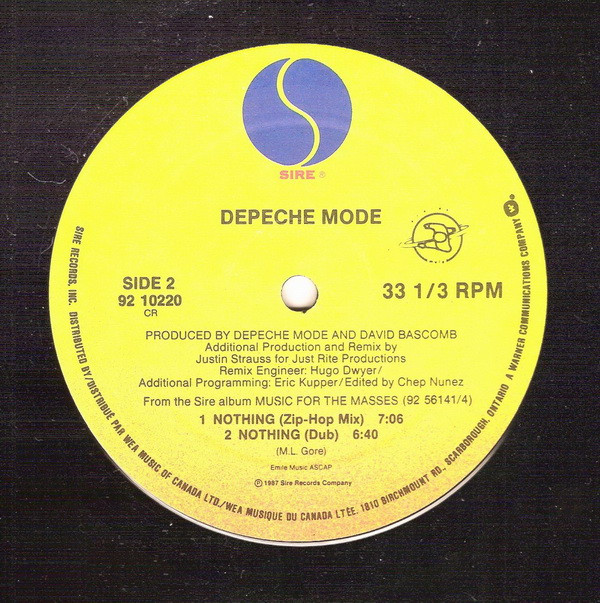 SIRE ®
DEPECHE MODE
SIDE 2
92 10220
CR
33 1/3 RPM
PRODUCED BY DEPECHE MODE AND DAVID BASCOMB
Additional Production and Remix by
Justin Strauss for Just Rite Productions
Remix Engineer: Hugo Dwyer/
Additional Programming: Eric Kupper/Edited by Chep Nunez
From the Sire album MUSIC FOR THE MASSES (92 56141/4)
1 NOTHING (Zip-Hop Mix) 7:06
2 NOTHING (Dub) 6:40
(M.L. Gore)
Emile Music ASCAP
℗©1987 Sire Records Company
SIRE RECORDS, INC. DISTRIBUTED BY/DISTRIBUÉ PAR WEA MUSIC OF CANADA LTD./WEA MUSIQUE DU CANADA LTÉE. 1810 BIRCHMOUNT RD., SCARBOROUGH, ONTARIO A WARNER COMMUNICATIONS COMPANY